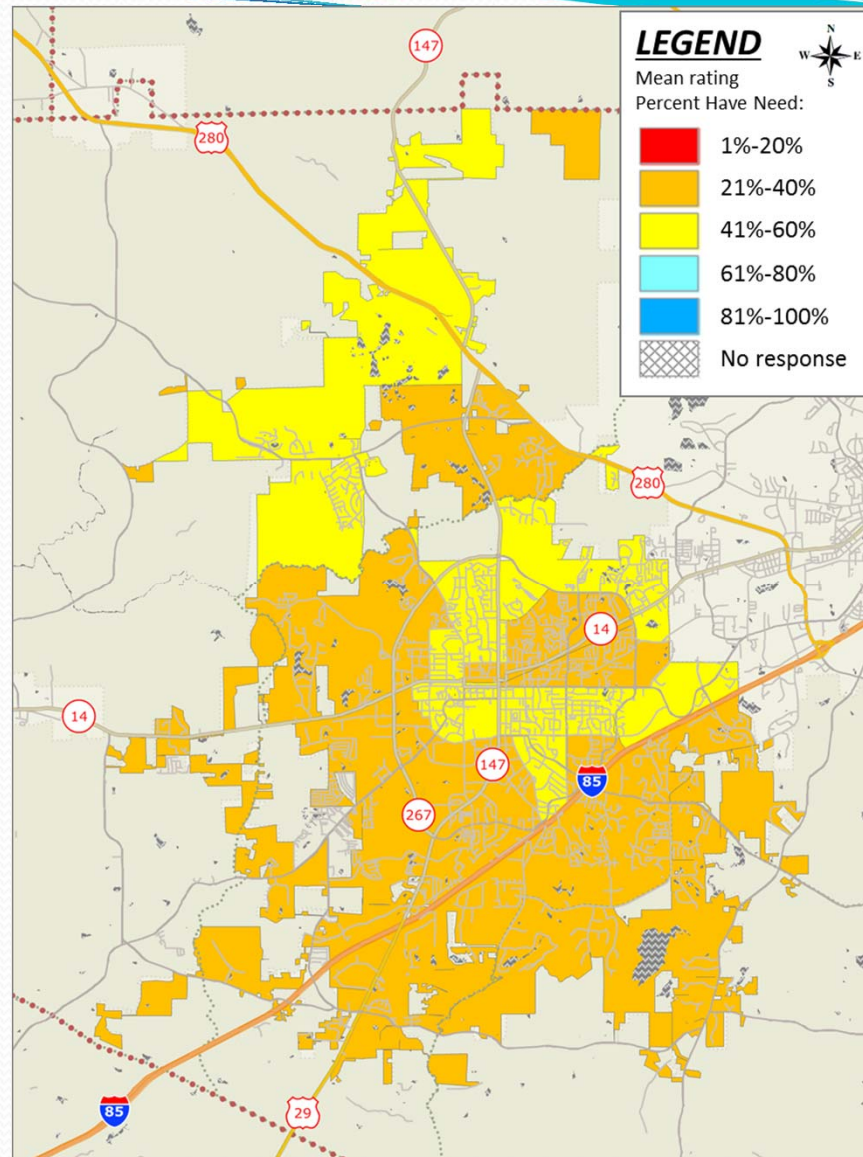 LEGEND
N
W E
S
Mean rating
Percent Have Need:
1%-20%
21%-40%
41%-60%
61%-80%
81%-100%
No response
147
280
280
14
14
147
85
267
85
29